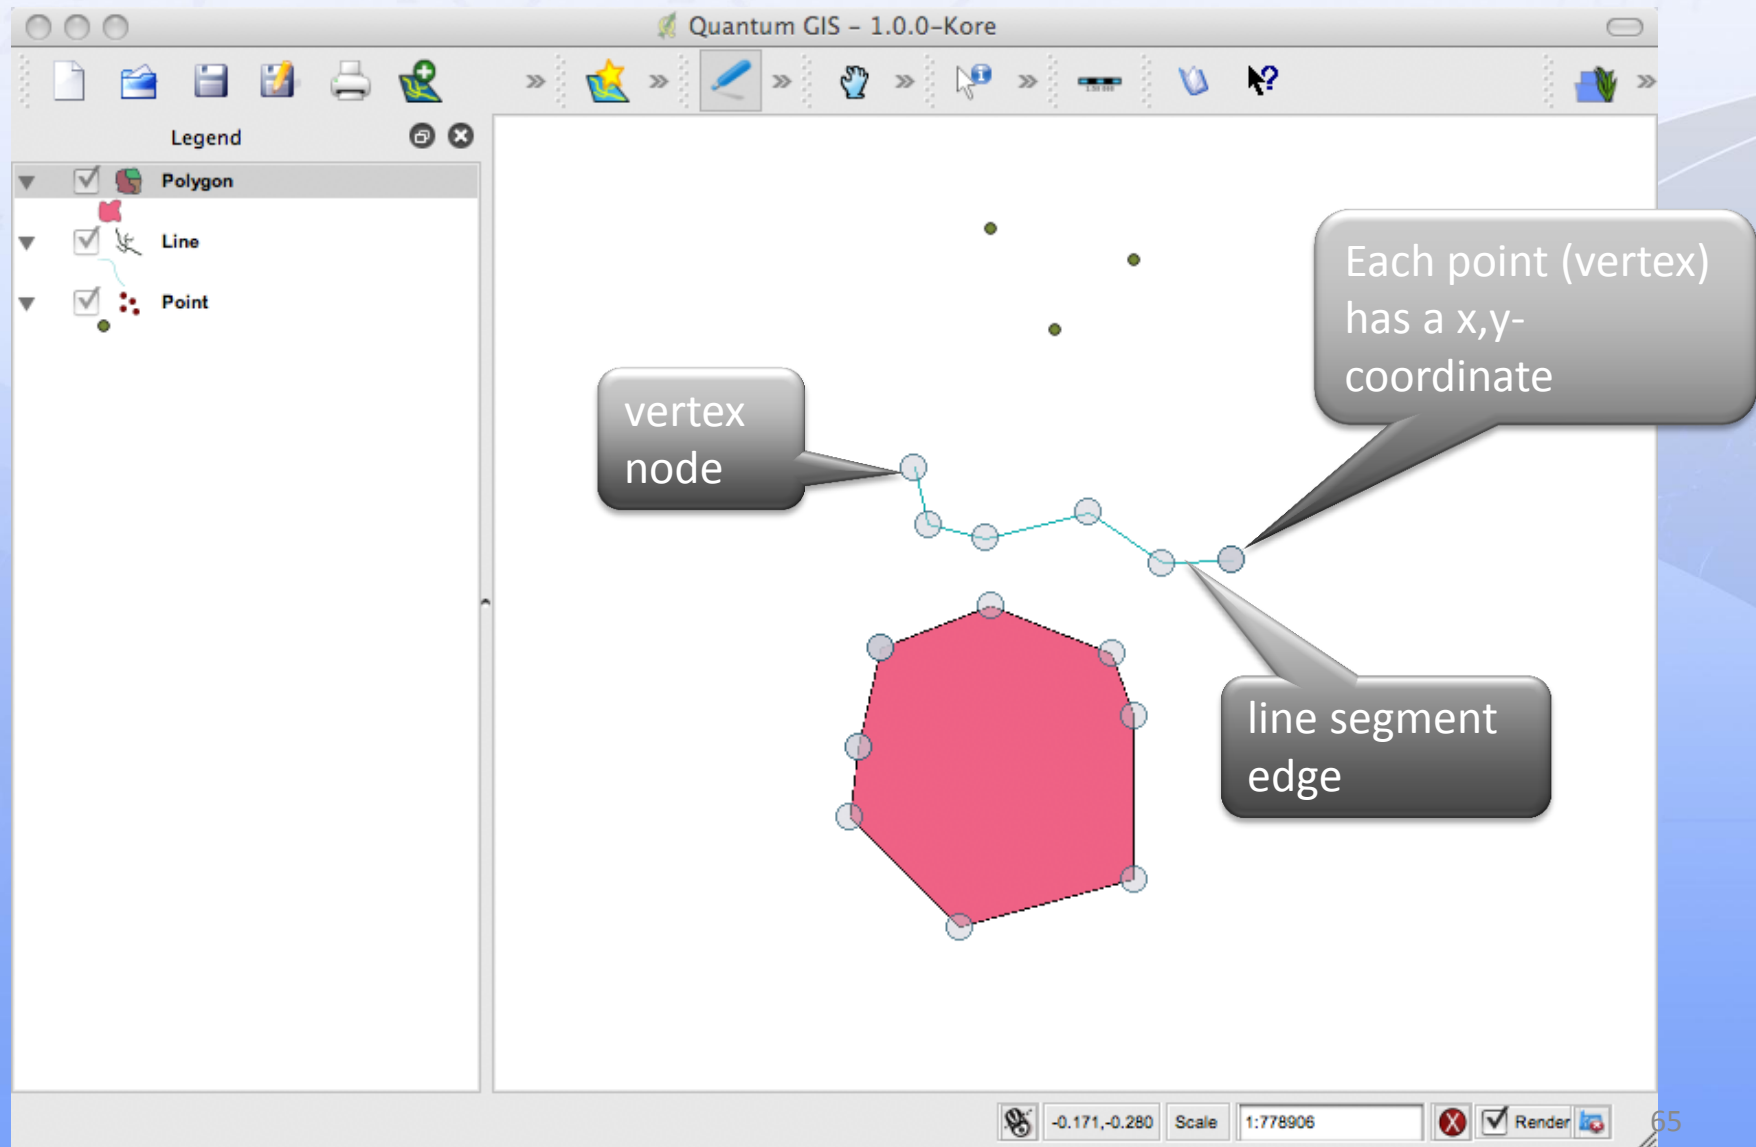 Quantum GIS - 1.0.0-Kore
Legend
Polygon
Line
Point
Each point (vertex)
has a x,y-
coordinate
vertex
node
line segment
edge
-0.171,-0.280 Scale 1:778906 Render
65